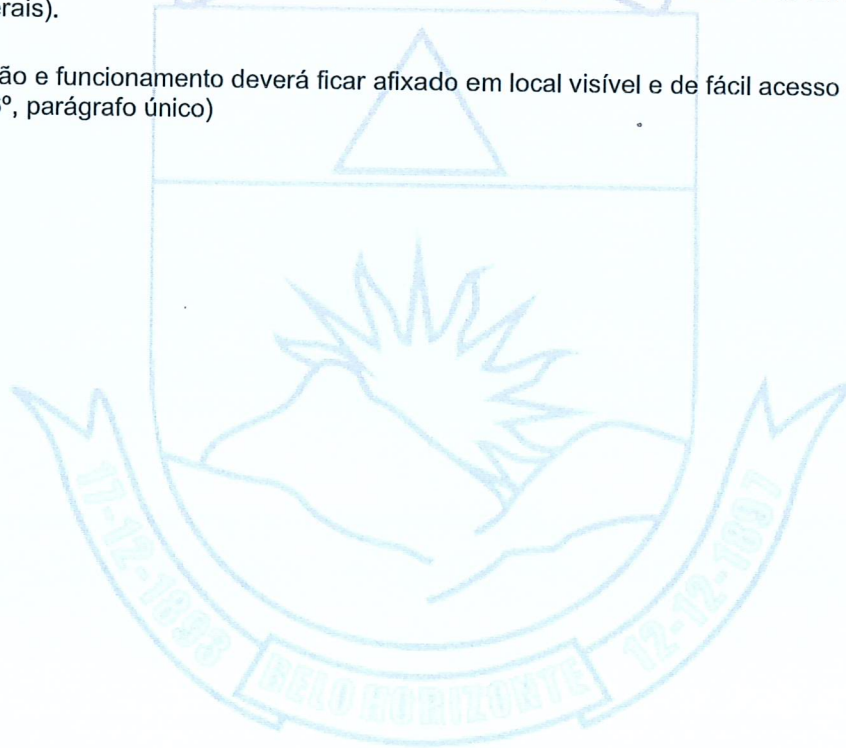 rais).
ão e funcionamento deverá ficar afixado em local visível e de fácil acesso
º, parágrafo único)
17-12-1893
12-12-1897
BELO HORIZONTE